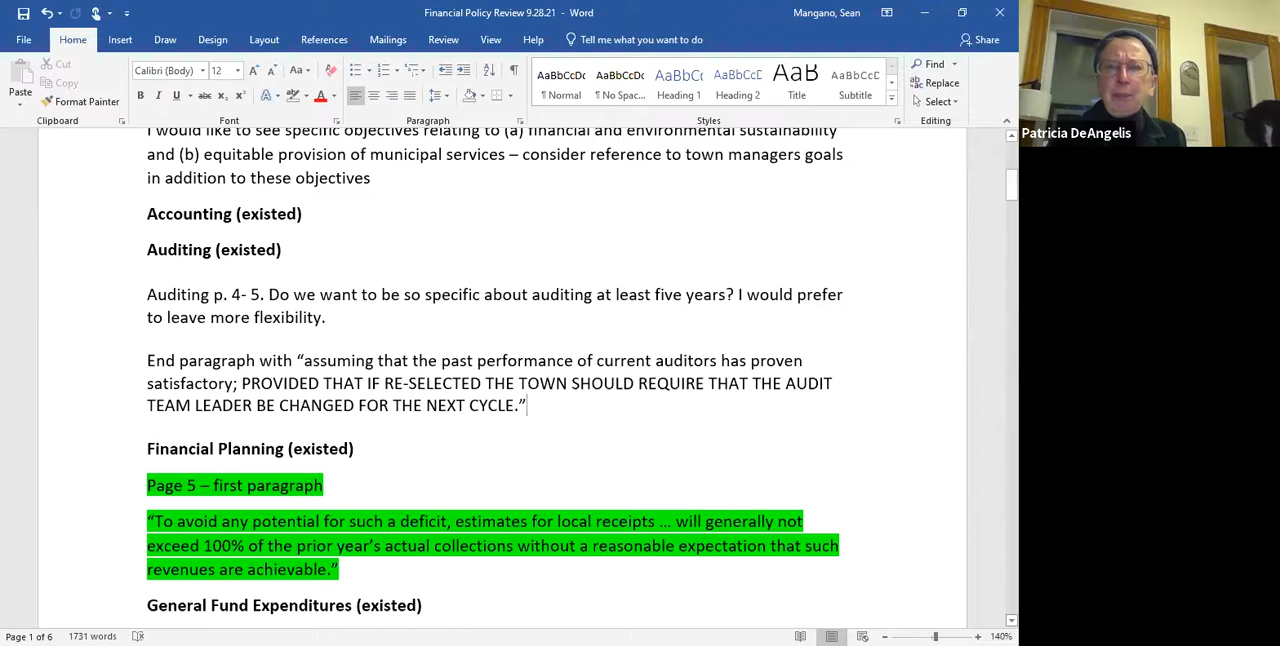 Financial Policy Review 9.28.21 - Word
Mangano, Sean
File Home Insert Draw Design Layout References Mailings Review View Help Tell me what you want to do Share
Paste
Cut
Copy
Format Painter
Clipboard
Calibri (Body) 12
Font
Paragraph
AaBbCcDc AaBbCcDc AaBbCc AaBbCcD AaB AaBbCcD
¶ Normal ¶ No Spac... Heading 1 Heading 2 Title Subtitle
Styles
Find
Replace
Select
Editing
Patricia DeAngelis
I would like to see specific objectives relating to (a) financial and environmental sustainability
and (b) equitable provision of municipal services – consider reference to town managers goals
in addition to these objectives
Accounting (existed)
Auditing (existed)
Auditing p. 4- 5. Do we want to be so specific about auditing at least five years? I would prefer
to leave more flexibility.
End paragraph with “assuming that the past performance of current auditors has proven
satisfactory; PROVIDED THAT IF RE-SELECTED THE TOWN SHOULD REQUIRE THAT THE AUDIT
TEAM LEADER BE CHANGED FOR THE NEXT CYCLE.”
Financial Planning (existed)
Page 5 – first paragraph
“To avoid any potential for such a deficit, estimates for local receipts ... will generally not
exceed 100% of the prior year’s actual collections without a reasonable expectation that such
revenues are achievable.”
General Fund Expenditures (existed)
Page 1 of 6 1731 words 140%